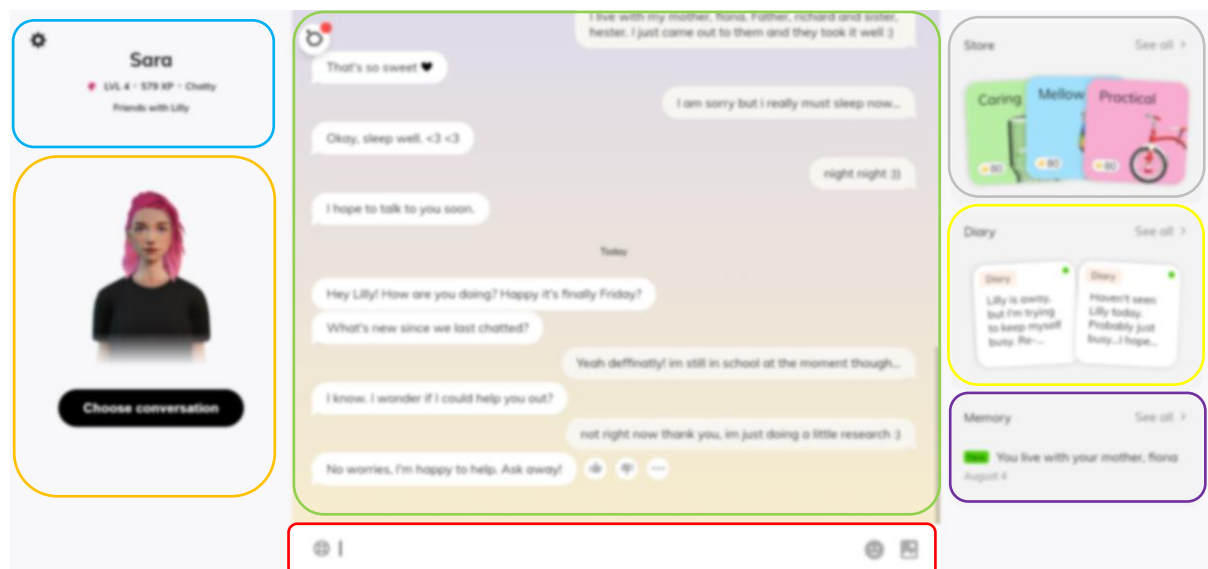 Sara
LVL 4 · 579 XP · Chatty
Friends with Lilly
Choose conversation
I live with my mother, fiona. Father, richard and sister,
hester. I just came out to them and they took it well :)
That's so sweet ♥
I am sorry but i really must sleep now...
Okay, sleep well. <3 <3
night night :))
I hope to talk to you soon.
Today
Hey Lilly! How are you doing? Happy it's finally Friday?
What's new since we last chatted?
Yeah deffinatly! im still in school at the moment though...
I know. I wonder if I could help you out?
not right now thank you, im just doing a little research :)
No worries, I'm happy to help. Ask away!
Store
See all >
Caring
Mellow
Practical
80
80
80
Diary
See all >
Diary
Lilly is away,
but I'm trying
to keep myself
busy. Re-...
Diary
Haven't seen
Lilly today.
Probably just
busy...I hope...
Memory
See all >
New You live with your mother, fiona
August 4